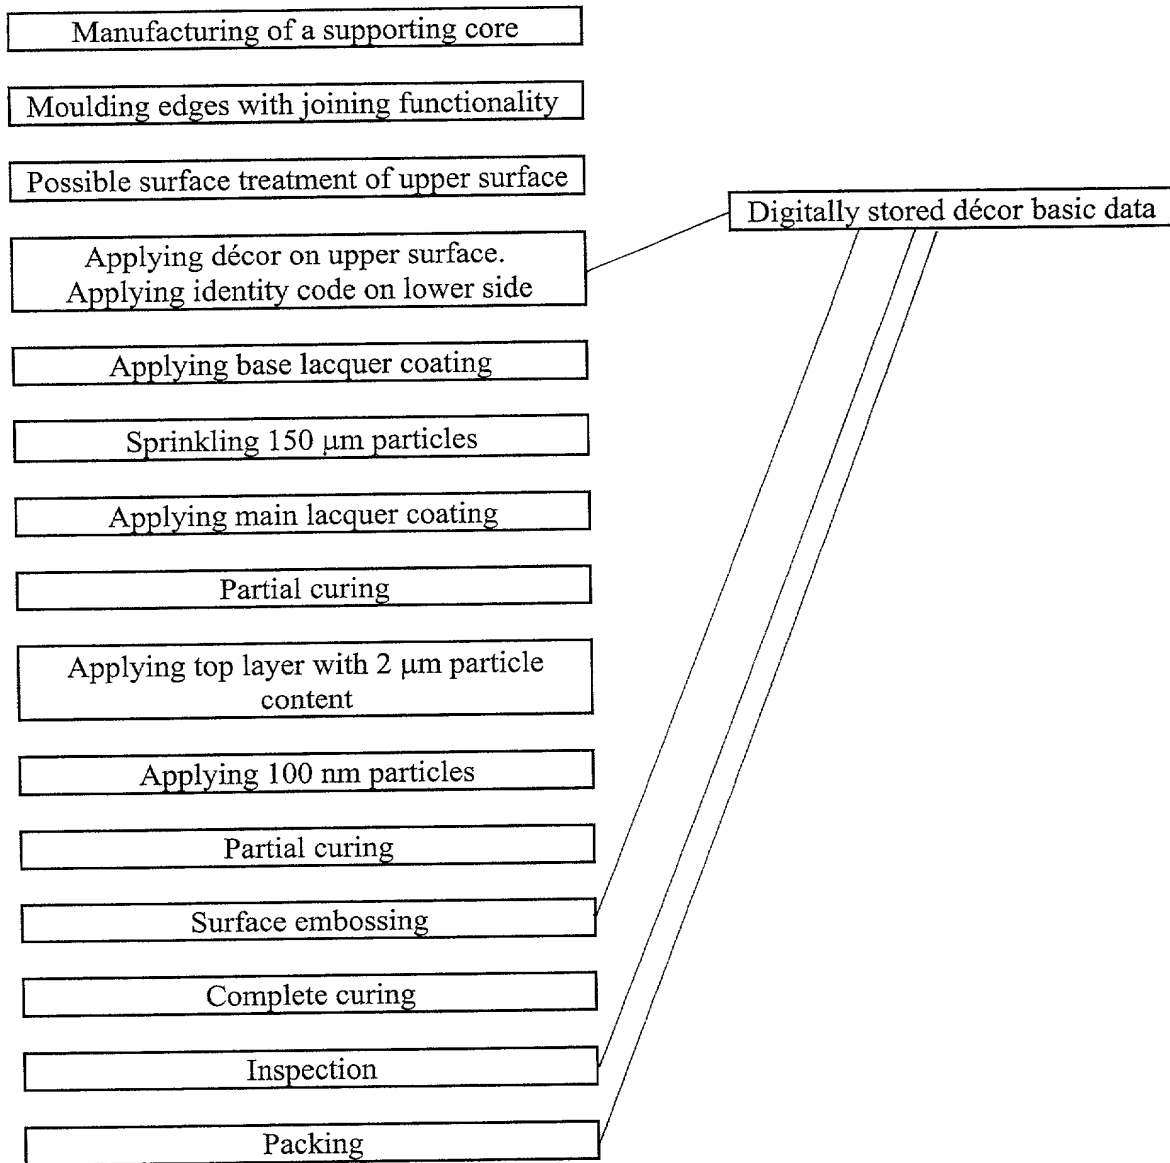 Manufacturing of a supporting core
Moulding edges with joining functionality
Possible surface treatment of upper surface
Digitally stored décor basic data
Applying décor on upper surface.
Applying identity code on lower side
Applying base lacquer coating
Sprinkling 150 μm particles
Applying main lacquer coating
Partial curing
Applying top layer with 2 μm particle
content
Applying 100 nm particles
Partial curing
Surface embossing
Complete curing
Inspection
Packing